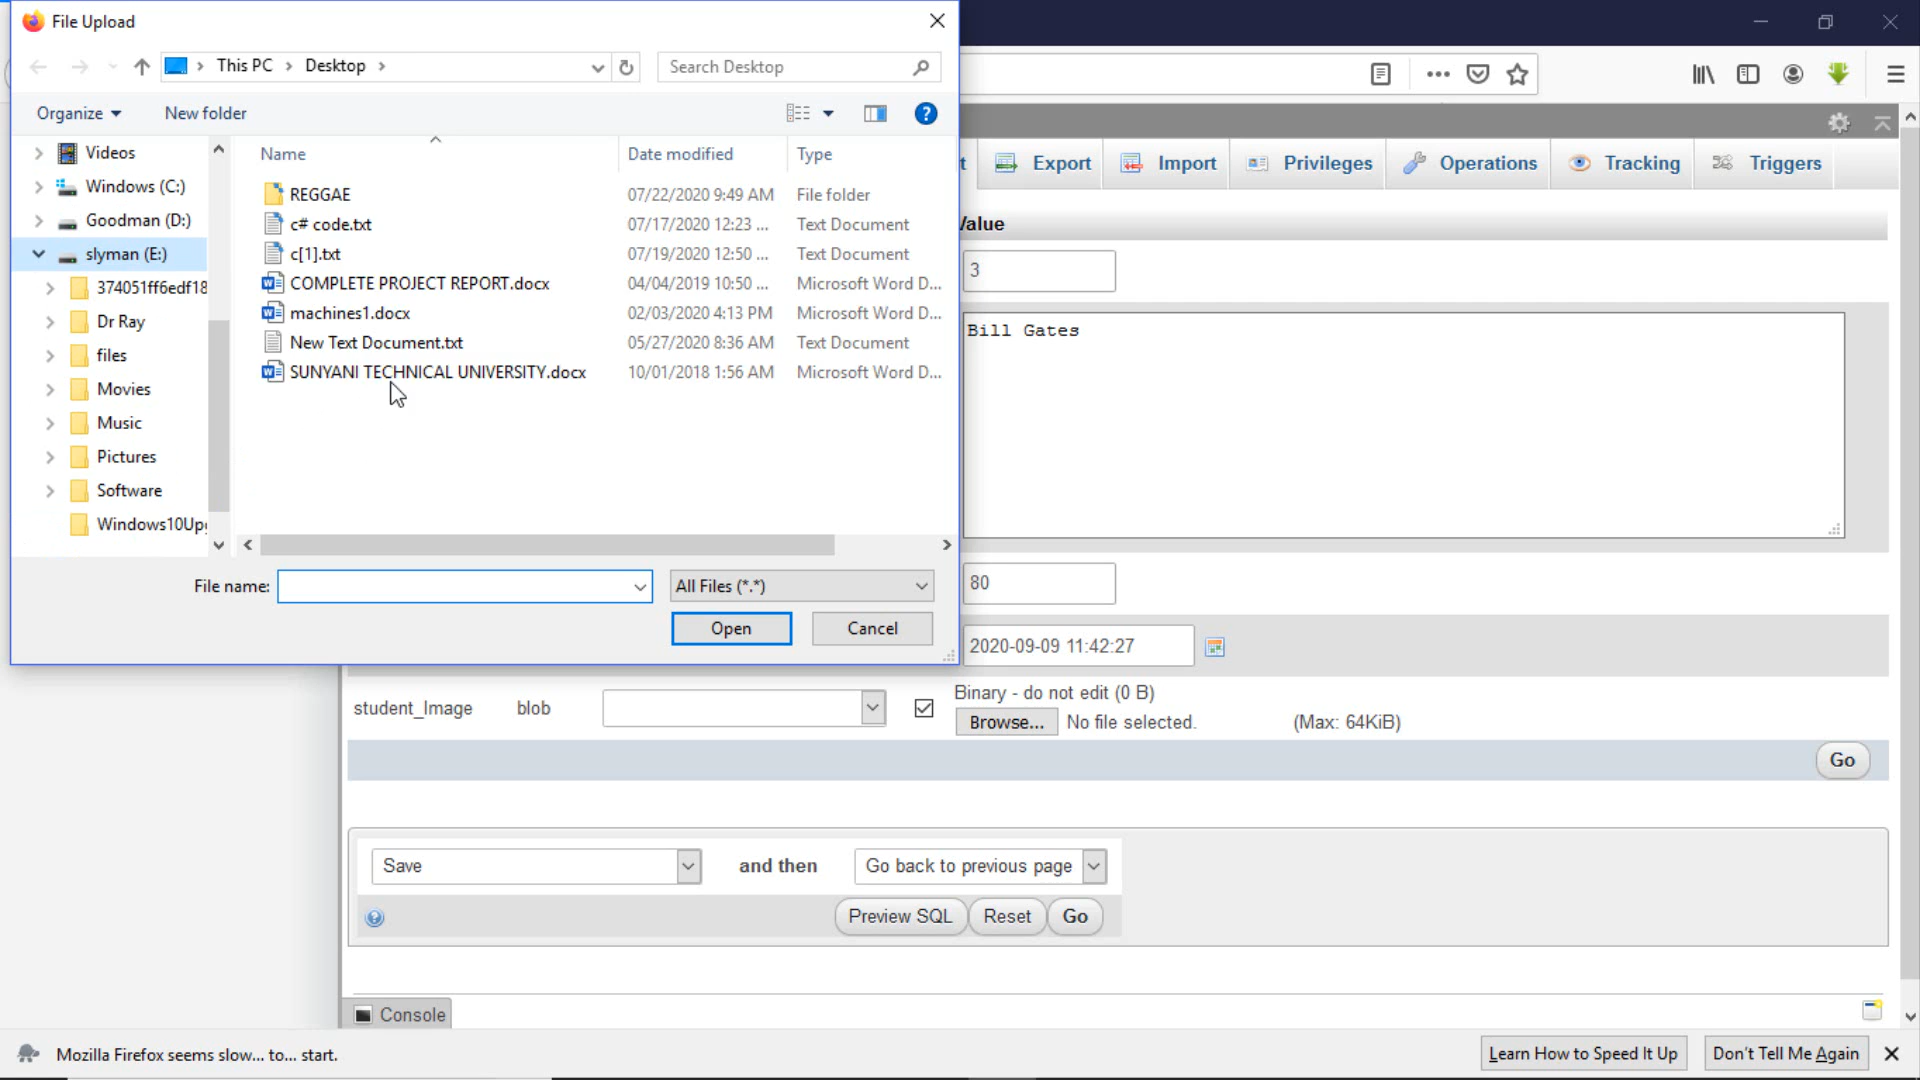 File Upload
This PC > Desktop >
Search Desktop
Organize
New folder
Videos
Windows (C:)
Goodman (D:)
slyman (E:)
374051ff6edf18
Dr Ray
files
Movies
Music
Pictures
Software
Windows10Up
Name Date modified Type
REGGAE 07/22/2020 9:49 AM File folder
c# code.txt 07/17/2020 12:23 ... Text Document
c[1].txt 07/19/2020 12:50 ... Text Document
COMPLETE PROJECT REPORT.docx 04/04/2019 10:50 ... Microsoft Word D...
machines1.docx 02/03/2020 4:13 PM Microsoft Word D...
New Text Document.txt 05/27/2020 8:36 AM Text Document
SUNYANI TECHNICAL UNIVERSITY.docx 10/01/2018 1:56 AM Microsoft Word D...
File name:
All Files (*.*)
Open Cancel
t Export Import Privileges Operations Tracking Triggers
Value
3
Bill Gates
80
2020-09-09 11:42:27
student_Image blob
Binary - do not edit (0 B)
Browse... No file selected. (Max: 64KiB)
Go
Save and then Go back to previous page
Preview SQL Reset Go
Console
Mozilla Firefox seems slow... to... start.
Learn How to Speed It Up
Don't Tell Me Again